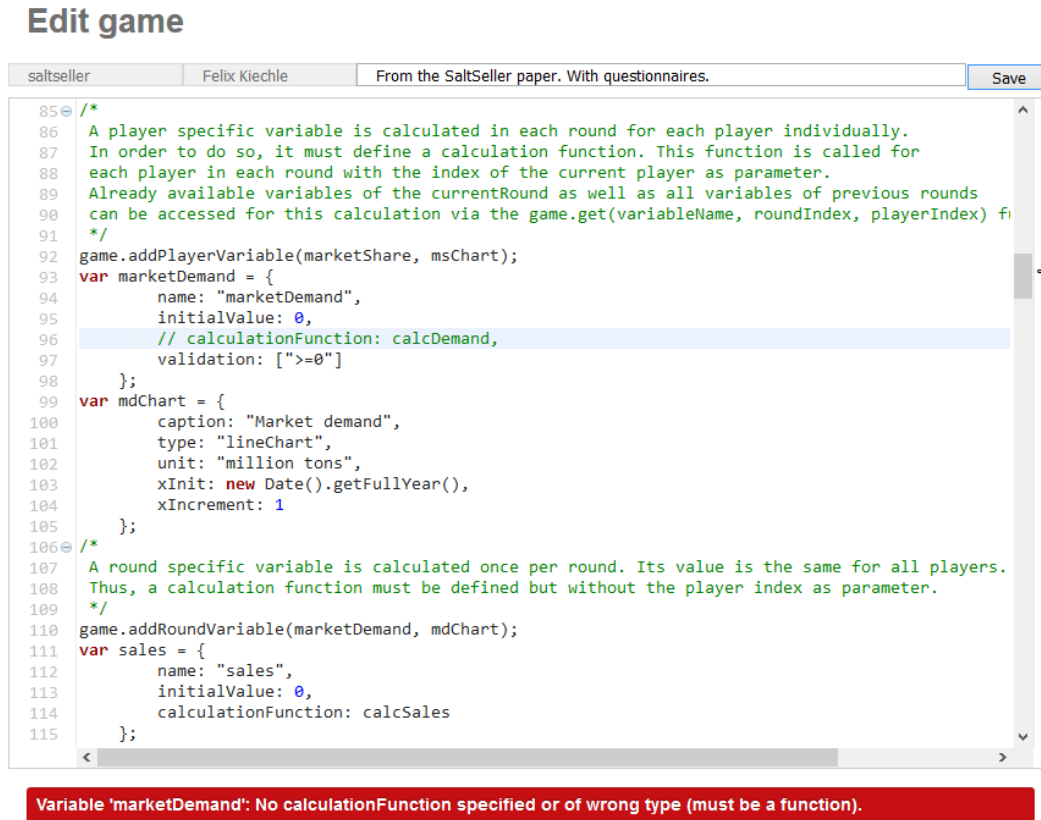 Edit game
saltseller Felix Kiechle From the SaltSeller paper. With questionnaires. Save
85 /*
86 A player specific variable is calculated in each round for each player individually.
87 In order to do so, it must define a calculation function. This function is called for
88 each player in each round with the index of the current player as parameter.
89 Already available variables of the currentRound as well as all variables of previous rounds
90 can be accessed for this calculation via the game.get(variableName, roundIndex, playerIndex)
91 */
92 game.addPlayerVariable(marketShare, msChart);
93 var marketDemand = {
94 name: "marketDemand",
95 initialValue: 0,
96 // calculationFunction: calcDemand,
97 validation: [">=0"]
98 };
99 var mdChart = {
100 caption: "Market demand",
101 type: "lineChart",
102 unit: "million tons",
103 xInit: new Date().getFullYear(),
104 xIncrement: 1
105 };
106 /*
107 A round specific variable is calculated once per round. Its value is the same for all players.
108 Thus, a calculation function must be defined but without the player index as parameter.
109 */
110 game.addRoundVariable(marketDemand, mdChart);
111 var sales = {
112 name: "sales",
113 initialValue: 0,
114 calculationFunction: calcSales
115 };
Variable 'marketDemand': No calculationFunction specified or of wrong type (must be a function).